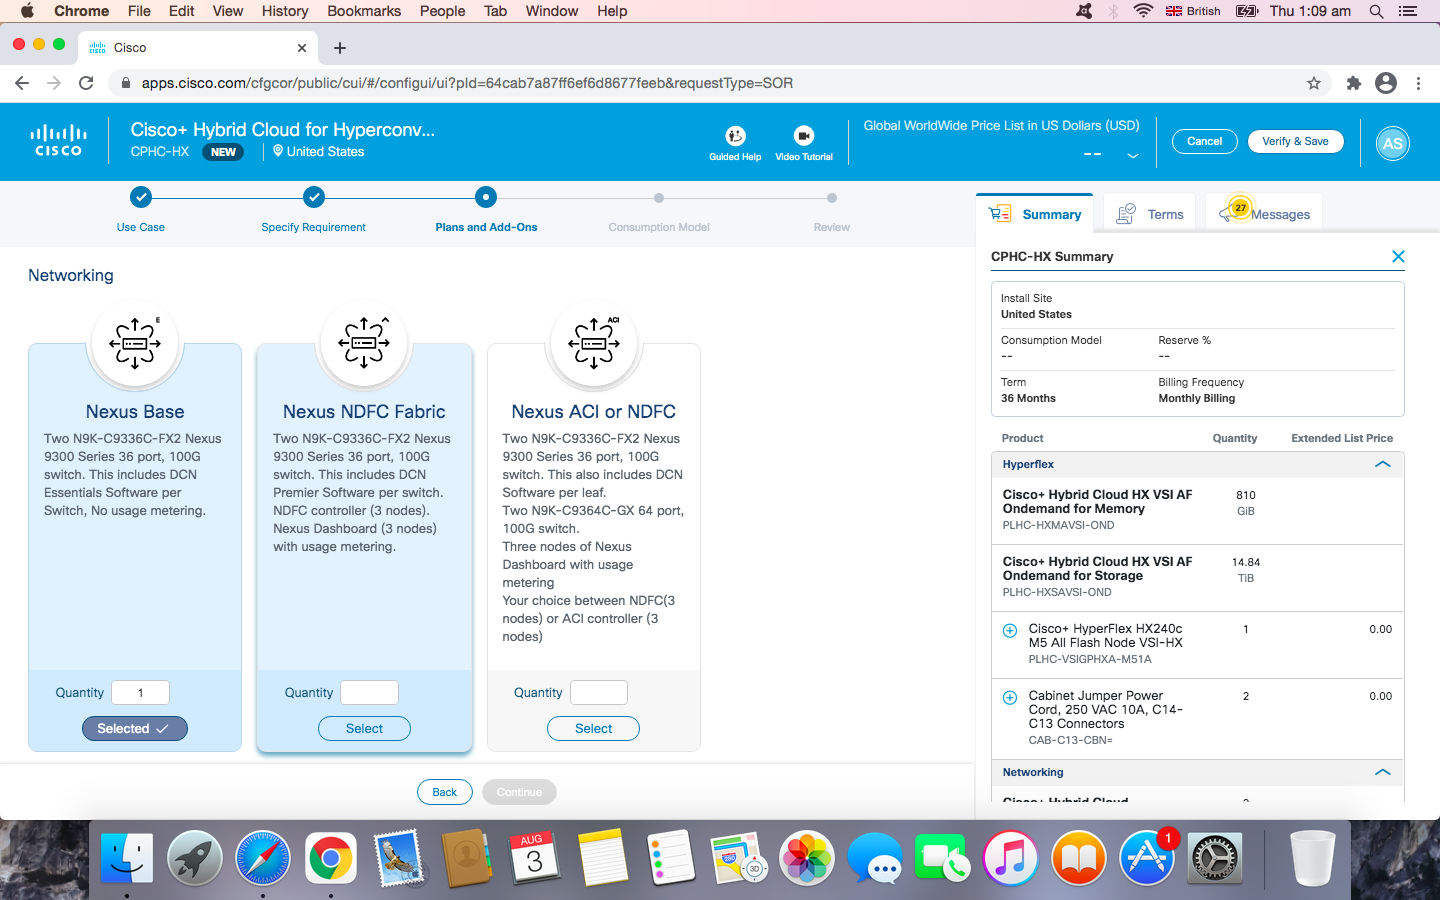 Chrome File Edit View History Bookmarks People Tab Window Help
British Thu 1:09 am
Cisco
apps.cisco.com/cfgcor/public/cui/#/configui/ui?pId=64cab7a87ff6ef6d8677feeb&requestType=SOR
CISCO
Cisco+ Hybrid Cloud for Hyperconv...
CPHC-HX NEW United States
Guided Help
Video Tutorial
Global WorldWide Price List in US Dollars (USD)
--
Cancel
Verify & Save
AS
Use Case
Specify Requirement
Plans and Add-Ons
Consumption Model
Review
Networking
E
Nexus Base
Two N9K-C9336C-FX2 Nexus
9300 Series 36 port, 100G
switch. This includes DCN
Essentials Software per
Switch, No usage metering.
Quantity 1
Selected
Nexus NDFC Fabric
Two N9K-C9336C-FX2 Nexus
9300 Series 36 port, 100G
switch. This includes DCN
Premier Software per switch.
NDFC controller (3 nodes).
Nexus Dashboard (3 nodes)
with usage metering.
Quantity
Select
ACI
Nexus ACI or NDFC
Two N9K-C9336C-FX2 Nexus
9300 Series 36 port, 100G
switch. This also includes DCN
Software per leaf.
Two N9K-C9364C-GX 64 port,
100G switch.
Three nodes of Nexus
Dashboard with usage
metering
Your choice between NDFC(3
nodes) or ACI controller (3
nodes)
Quantity
Select
Back
Continue
Summary
Terms
27
Messages
CPHC-HX Summary
Install Site
United States
Consumption Model Reserve %
-- --
Term Billing Frequency
36 Months Monthly Billing
Product Quantity Extended List Price
Hyperflex
Cisco+ Hybrid Cloud HX VSI AF 810
Ondemand for Memory GiB
PLHC-HXMAVSI-OND
Cisco+ Hybrid Cloud HX VSI AF 14.84
Ondemand for Storage TiB
PLHC-HXSAVSI-OND
Cisco+ HyperFlex HX240c 1 0.00
M5 All Flash Node VSI-HX
PLHC-VSIGPHXA-M51A
Cabinet Jumper Power 2 0.00
Cord, 250 VAC 10A, C14-
C13 Connectors
CAB-C13-CBN=
Networking
Cisco+ Hybrid Cloud
AUG
3
280
3D
1